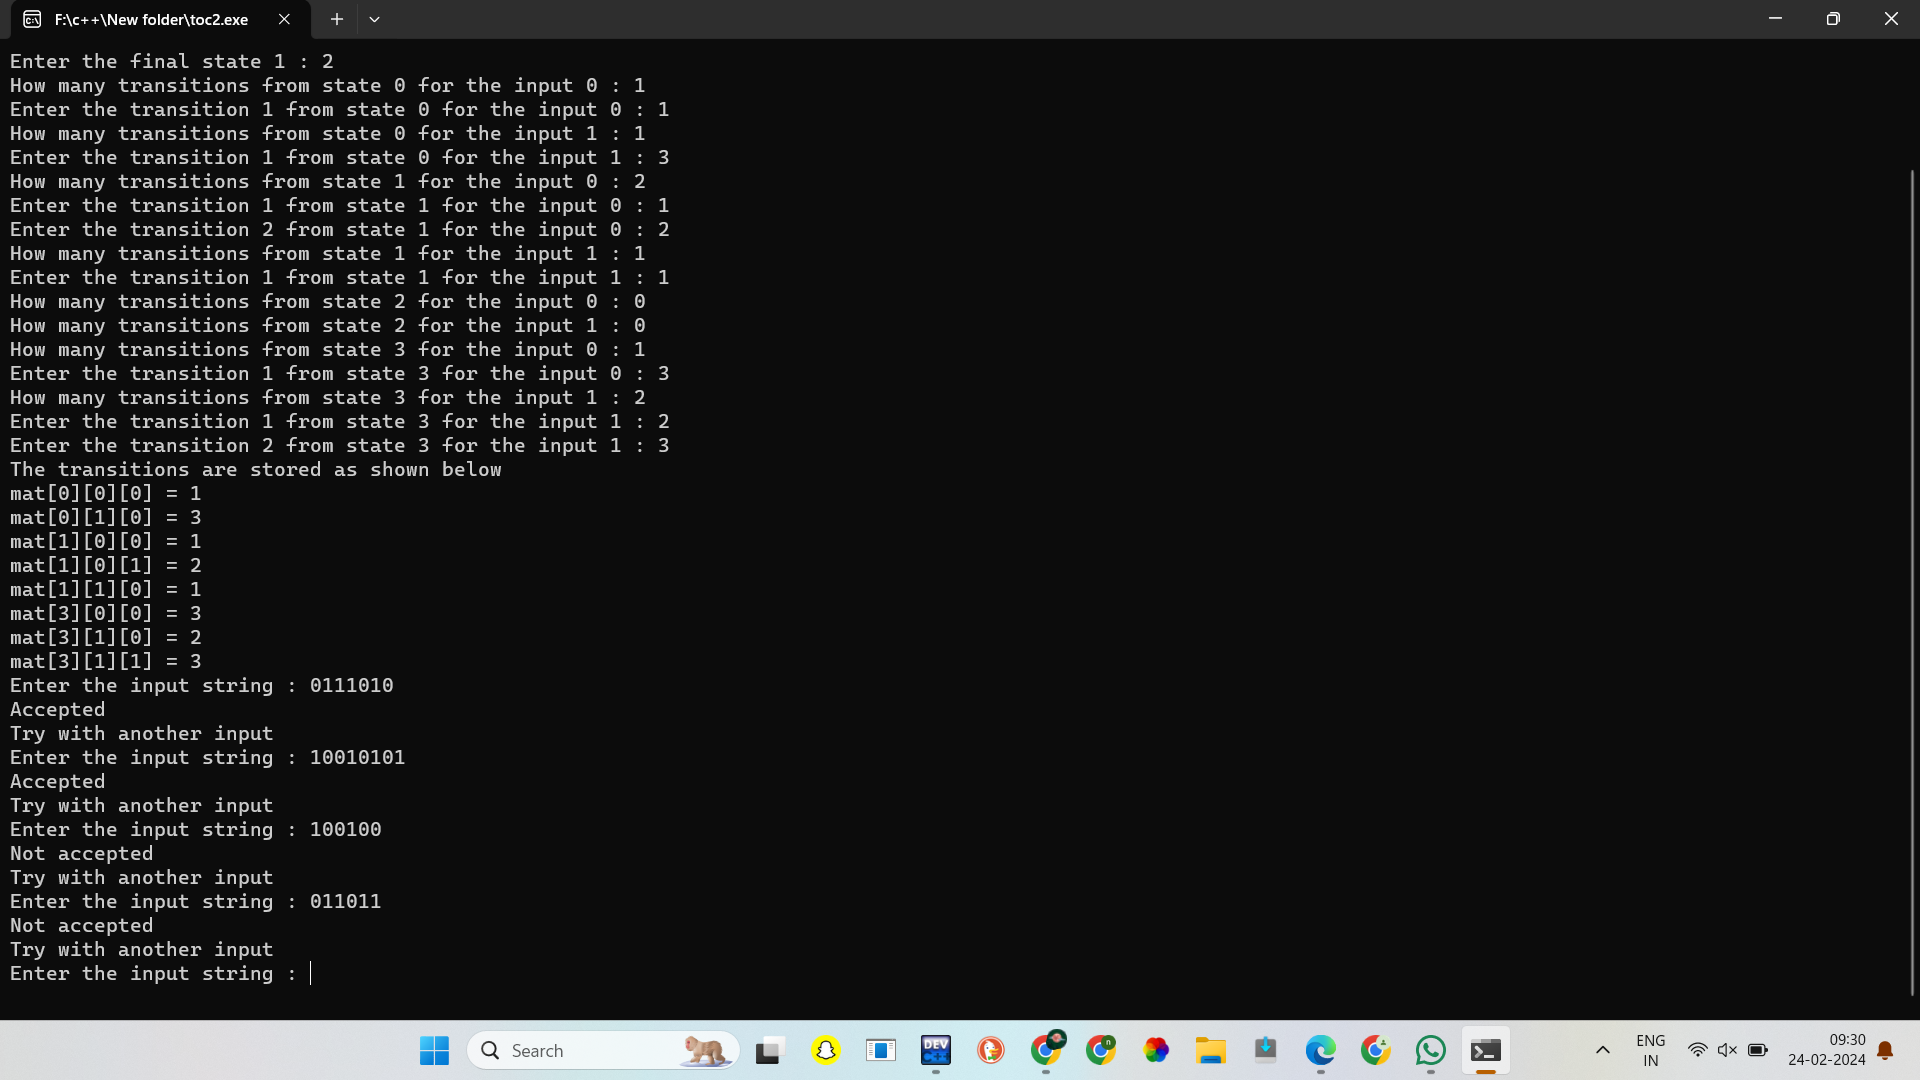 F:\c++\New folder\toc2.exe
Enter the final state 1 : 2
How many transitions from state 0 for the input 0 : 1
Enter the transition 1 from state 0 for the input 0 : 1
How many transitions from state 0 for the input 1 : 1
Enter the transition 1 from state 0 for the input 1 : 3
How many transitions from state 1 for the input 0 : 2
Enter the transition 1 from state 1 for the input 0 : 1
Enter the transition 2 from state 1 for the input 0 : 2
How many transitions from state 1 for the input 1 : 1
Enter the transition 1 from state 1 for the input 1 : 1
How many transitions from state 2 for the input 0 : 0
How many transitions from state 2 for the input 1 : 0
How many transitions from state 3 for the input 0 : 1
Enter the transition 1 from state 3 for the input 0 : 3
How many transitions from state 3 for the input 1 : 2
Enter the transition 1 from state 3 for the input 1 : 2
Enter the transition 2 from state 3 for the input 1 : 3
The transitions are stored as shown below
mat[0][0][0] = 1
mat[0][1][0] = 3
mat[1][0][0] = 1
mat[1][0][1] = 2
mat[1][1][0] = 1
mat[3][0][0] = 3
mat[3][1][0] = 2
mat[3][1][1] = 3
Enter the input string : 0111010
Accepted
Try with another input
Enter the input string : 10010101
Accepted
Try with another input
Enter the input string : 100100
Not accepted
Try with another input
Enter the input string : 011011
Not accepted
Try with another input
Enter the input string :
Search
DEV
C++
n
ENG
IN
09:30
24-02-2024